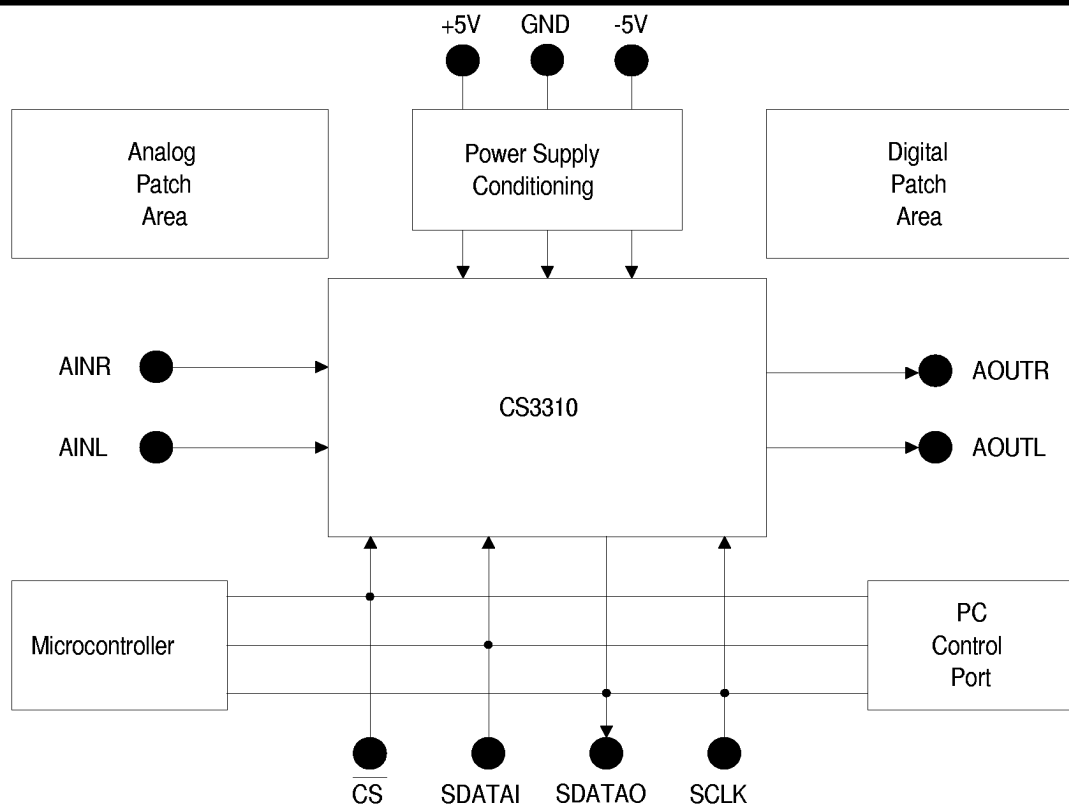 +5V GND -5V
Analog
Patch
Area
Power Supply
Conditioning
Digital
Patch
Area
AINR
CS3310
AOUTR
AINL
AOUTL
Microcontroller
PC
Control
Port
C̅S̅ SDATAI SDATAO SCLK